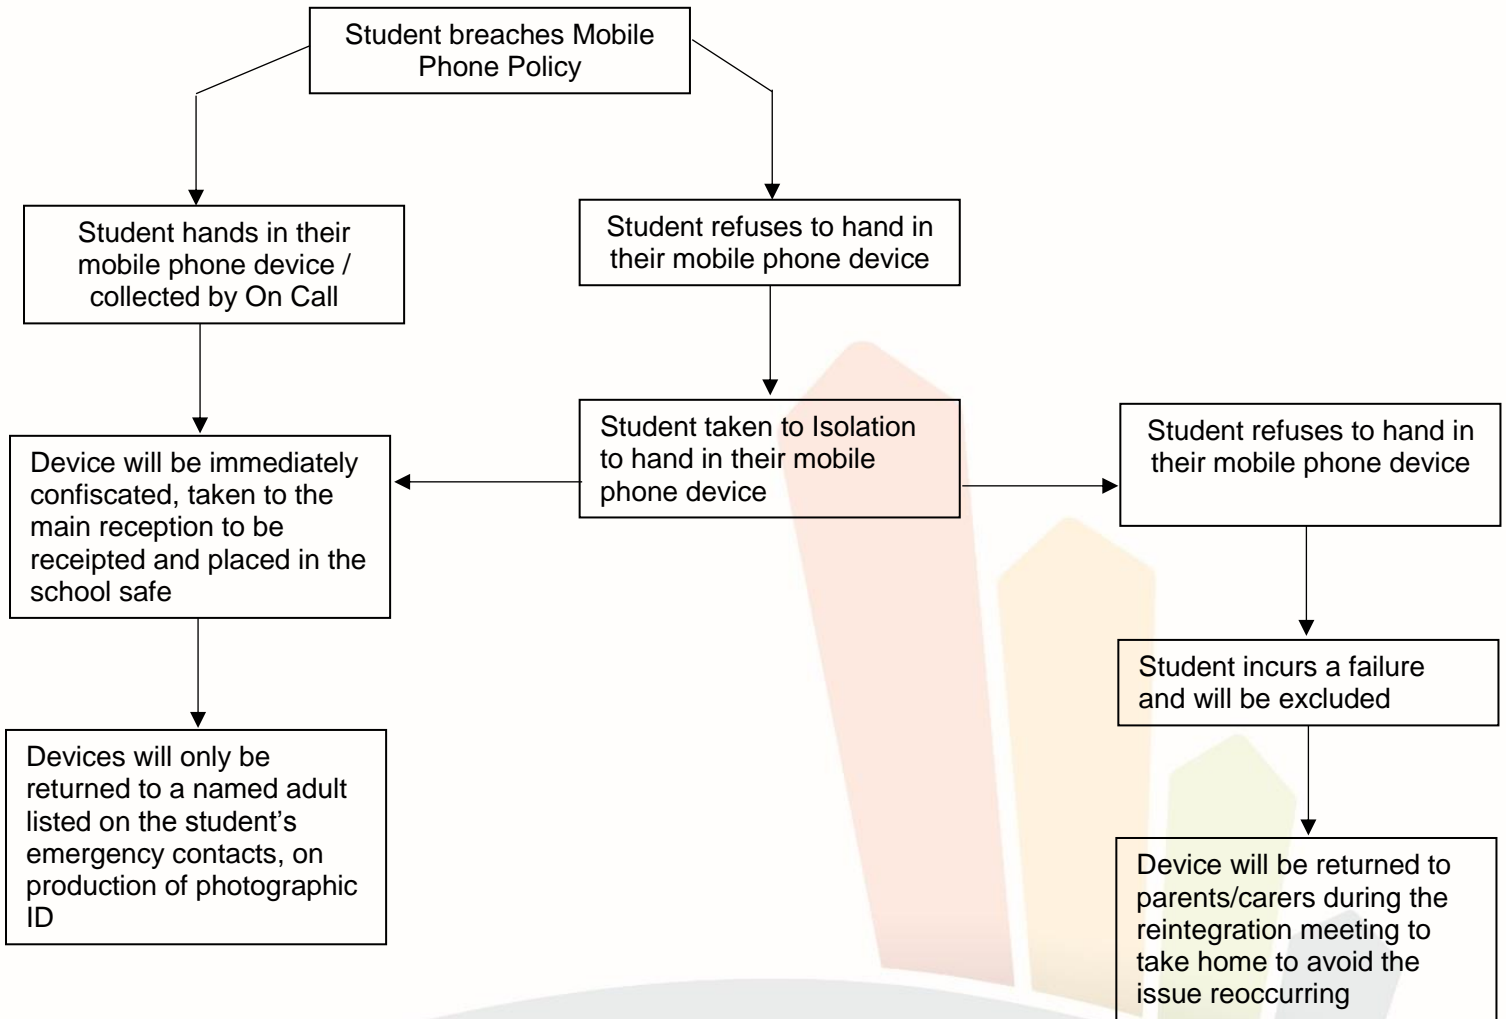 Student breaches Mobile
Phone Policy
Student hands in their
mobile phone device /
collected by On Call
Student refuses to hand in
their mobile phone device
Device will be immediately
confiscated, taken to the
main reception to be
receipted and placed in the
school safe
Student taken to Isolation
to hand in their mobile
phone device
Student refuses to hand in
their mobile phone device
Student incurs a failure
and will be excluded
Devices will only be
returned to a named adult
listed on the student’s
emergency contacts, on
production of photographic
ID
Device will be returned to
parents/carers during the
reintegration meeting to
take home to avoid the
issue reoccurring